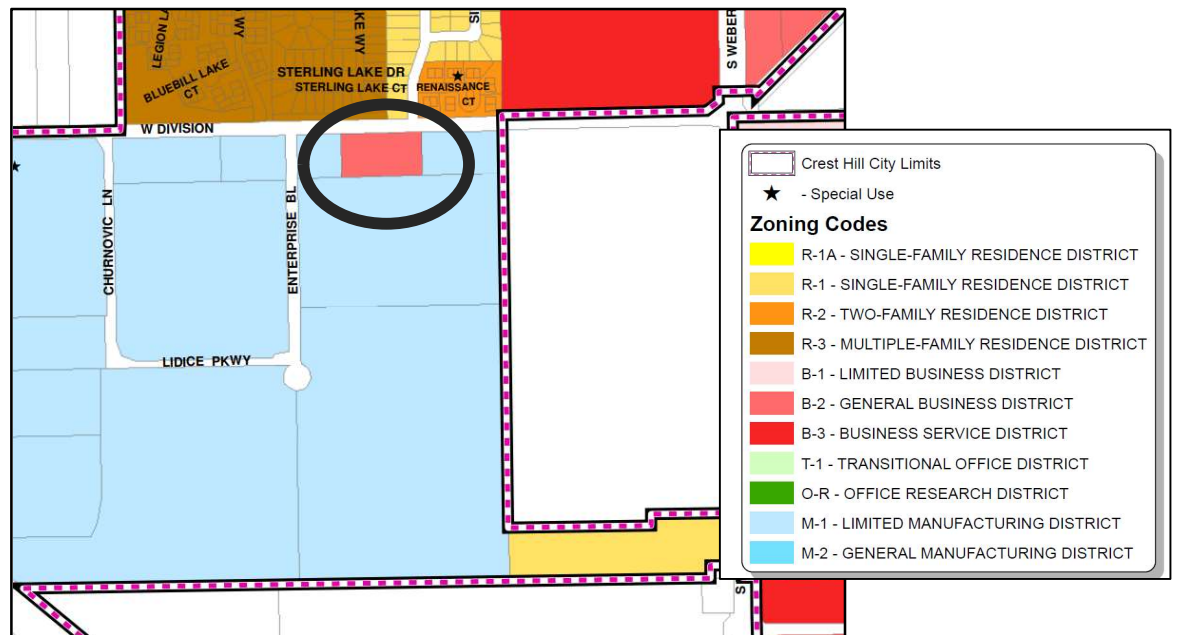 LEGION L
WY
KE WY
SI
S WEBER
BLUEBILL LAKE
CT
STERLING LAKE DR
STERLING LAKE CT
RENAISSANCE
CT
W DIVISION
CHURNOVIC LN
ENTERPRISE BL
LIDICE PKWY
S
Crest Hill City Limits
- Special Use
Zoning Codes
R-1A - SINGLE-FAMILY RESIDENCE DISTRICT
R-1 - SINGLE-FAMILY RESIDENCE DISTRICT
R-2 - TWO-FAMILY RESIDENCE DISTRICT
R-3 - MULTIPLE-FAMILY RESIDENCE DISTRICT
B-1 - LIMITED BUSINESS DISTRICT
B-2 - GENERAL BUSINESS DISTRICT
B-3 - BUSINESS SERVICE DISTRICT
T-1 - TRANSITIONAL OFFICE DISTRICT
O-R - OFFICE RESEARCH DISTRICT
M-1 - LIMITED MANUFACTURING DISTRICT
M-2 - GENERAL MANUFACTURING DISTRICT